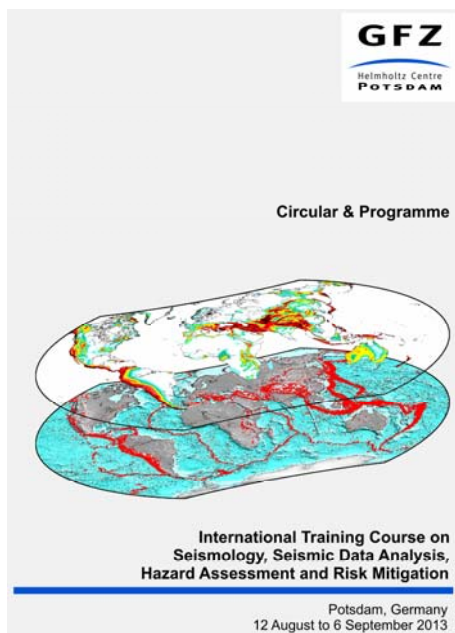 GFZ
Helmholtz Centre
POTSDAM
Circular & Programme
International Training Course on
Seismology, Seismic Data Analysis,
Hazard Assessment and Risk Mitigation
Potsdam, Germany
12 August to 6 September 2013